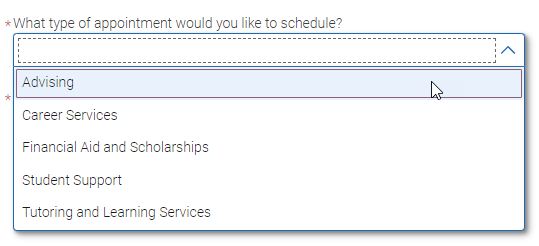 *What type of appointment would you like to schedule?
Advising
*
Career Services
Financial Aid and Scholarships
Student Support
Tutoring and Learning Services